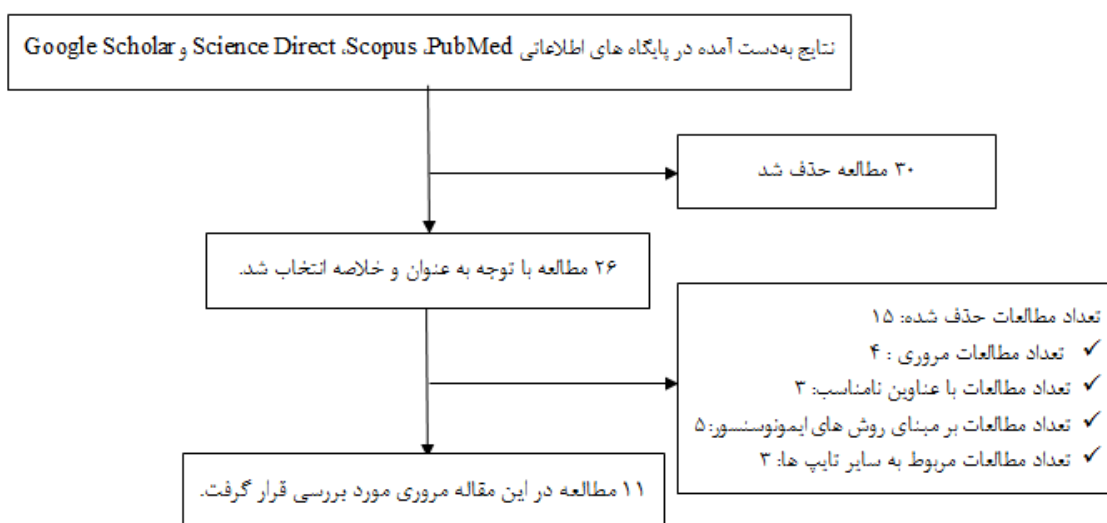 نتایج به‌دست آمده در پایگاه های اطلاعاتی Science Direct ،Scopus ،PubMed و Google Scholar
۳۰ مطالعه حذف شد
۲۶ مطالعه با توجه به عنوان و خلاصه انتخاب شد.
تعداد مطالعات حذف شده: ۱۵
✓ تعداد مطالعات مروری : ۴
✓ تعداد مطالعات با عناوین نامناسب: ۳
✓ تعداد مطالعات بر مبنای روش های ایمونوسنسور: ۵
✓ تعداد مطالعات مربوط به سایر تایپ ها: ۳
۱۱ مطالعه در این مقاله مروری مورد بررسی قرار گرفت.